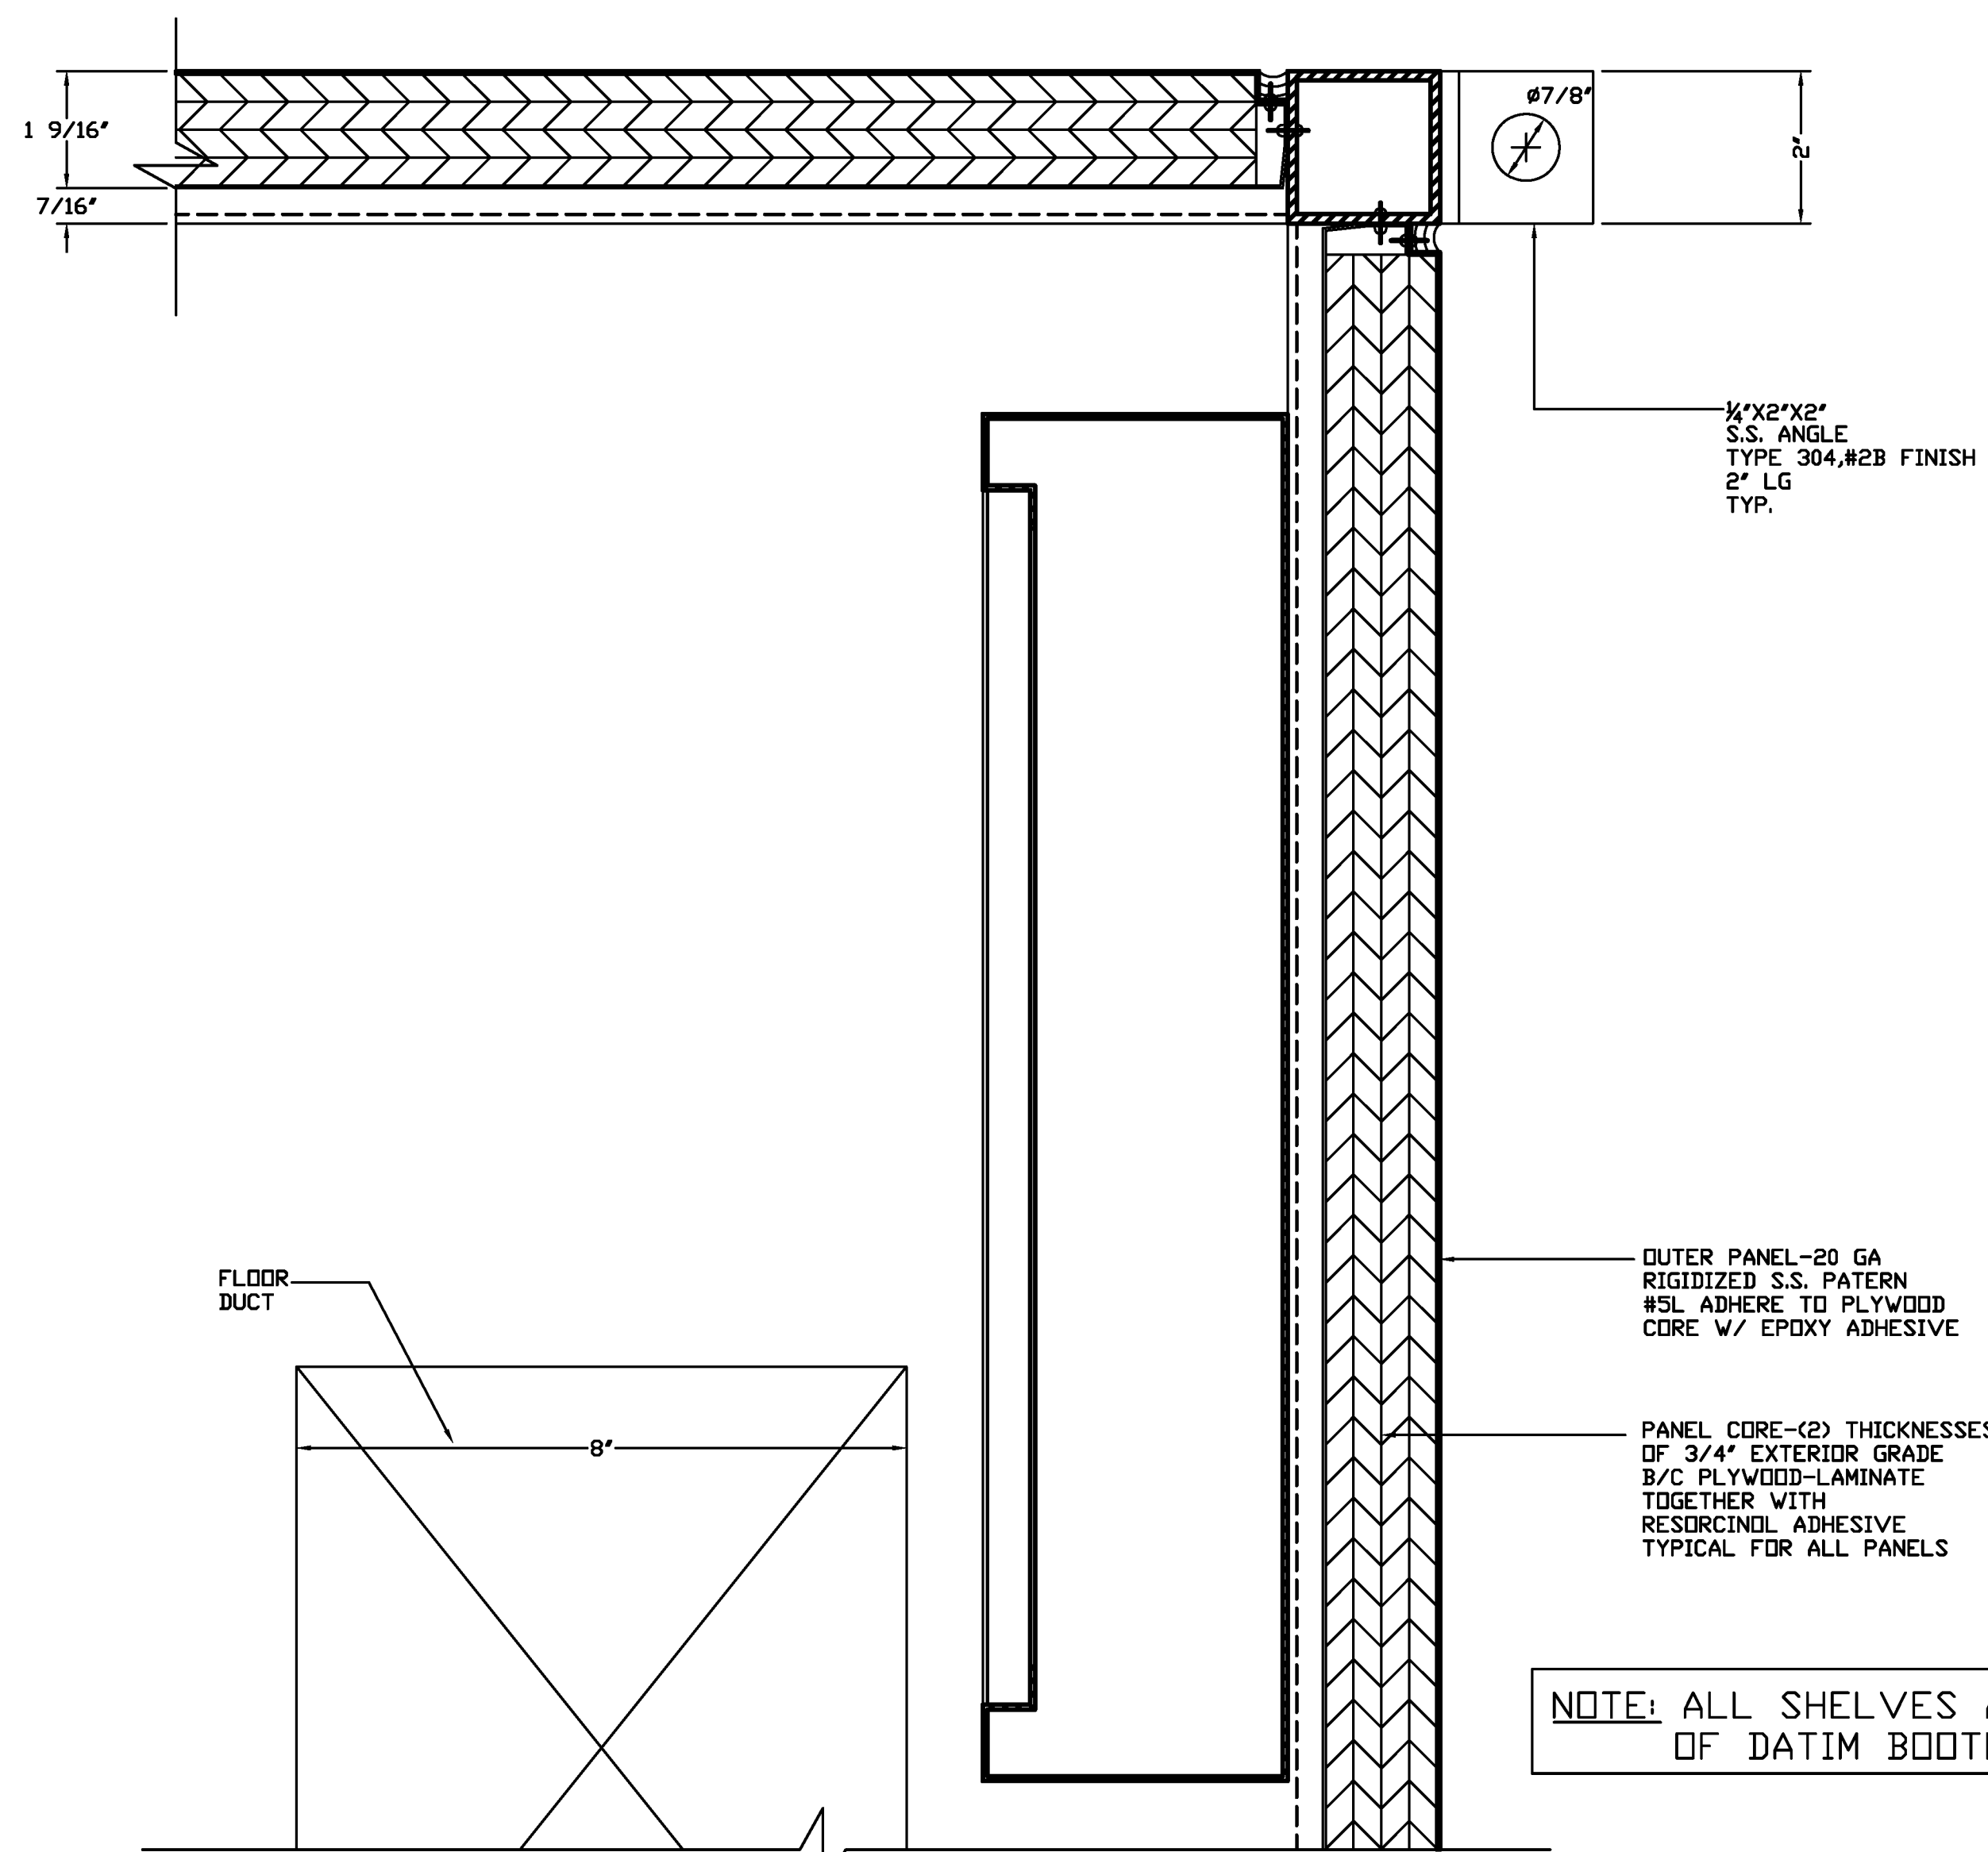 1 9/16"
7/16"
ø7/8"
2"
¼"X2"X2"
S.S. ANGLE
TYPE 304,#2B FINISH
2" LG
TYP.
OUTER PANEL-20 GA
RIGIDIZED S.S. PATERN
#5L ADHERE TO PLYWOOD
CORE W/ EPOXY ADHESIVE
FLOOR
DUCT
8"
PANEL CORE-(2) THICKNESSES
OF 3/4" EXTERIOR GRADE
B/C PLYWOOD-LAMINATE
TOGETHER WITH
RESORCINOL ADHESIVE
TYPICAL FOR ALL PANELS
NOTE: ALL SHELVES
OF DATIM